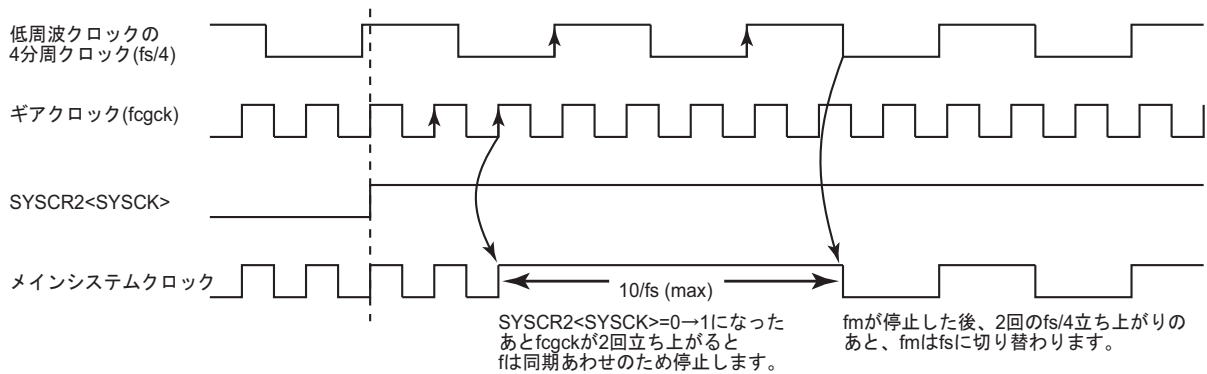 低周波クロックの
4分周クロック(fs/4)
ギアクロック(fcgck)
SYSCR2<SYSCK>
メインシステムクロック
10/fs (max)
SYSCR2<SYSCK>=0→1になった
あとfcgckが2回立ち上がると
fは同期あわせのため停止します。
fmが停止した後、2回のfs/4立ち上がりの
あと、fmはfsに切り替わります。